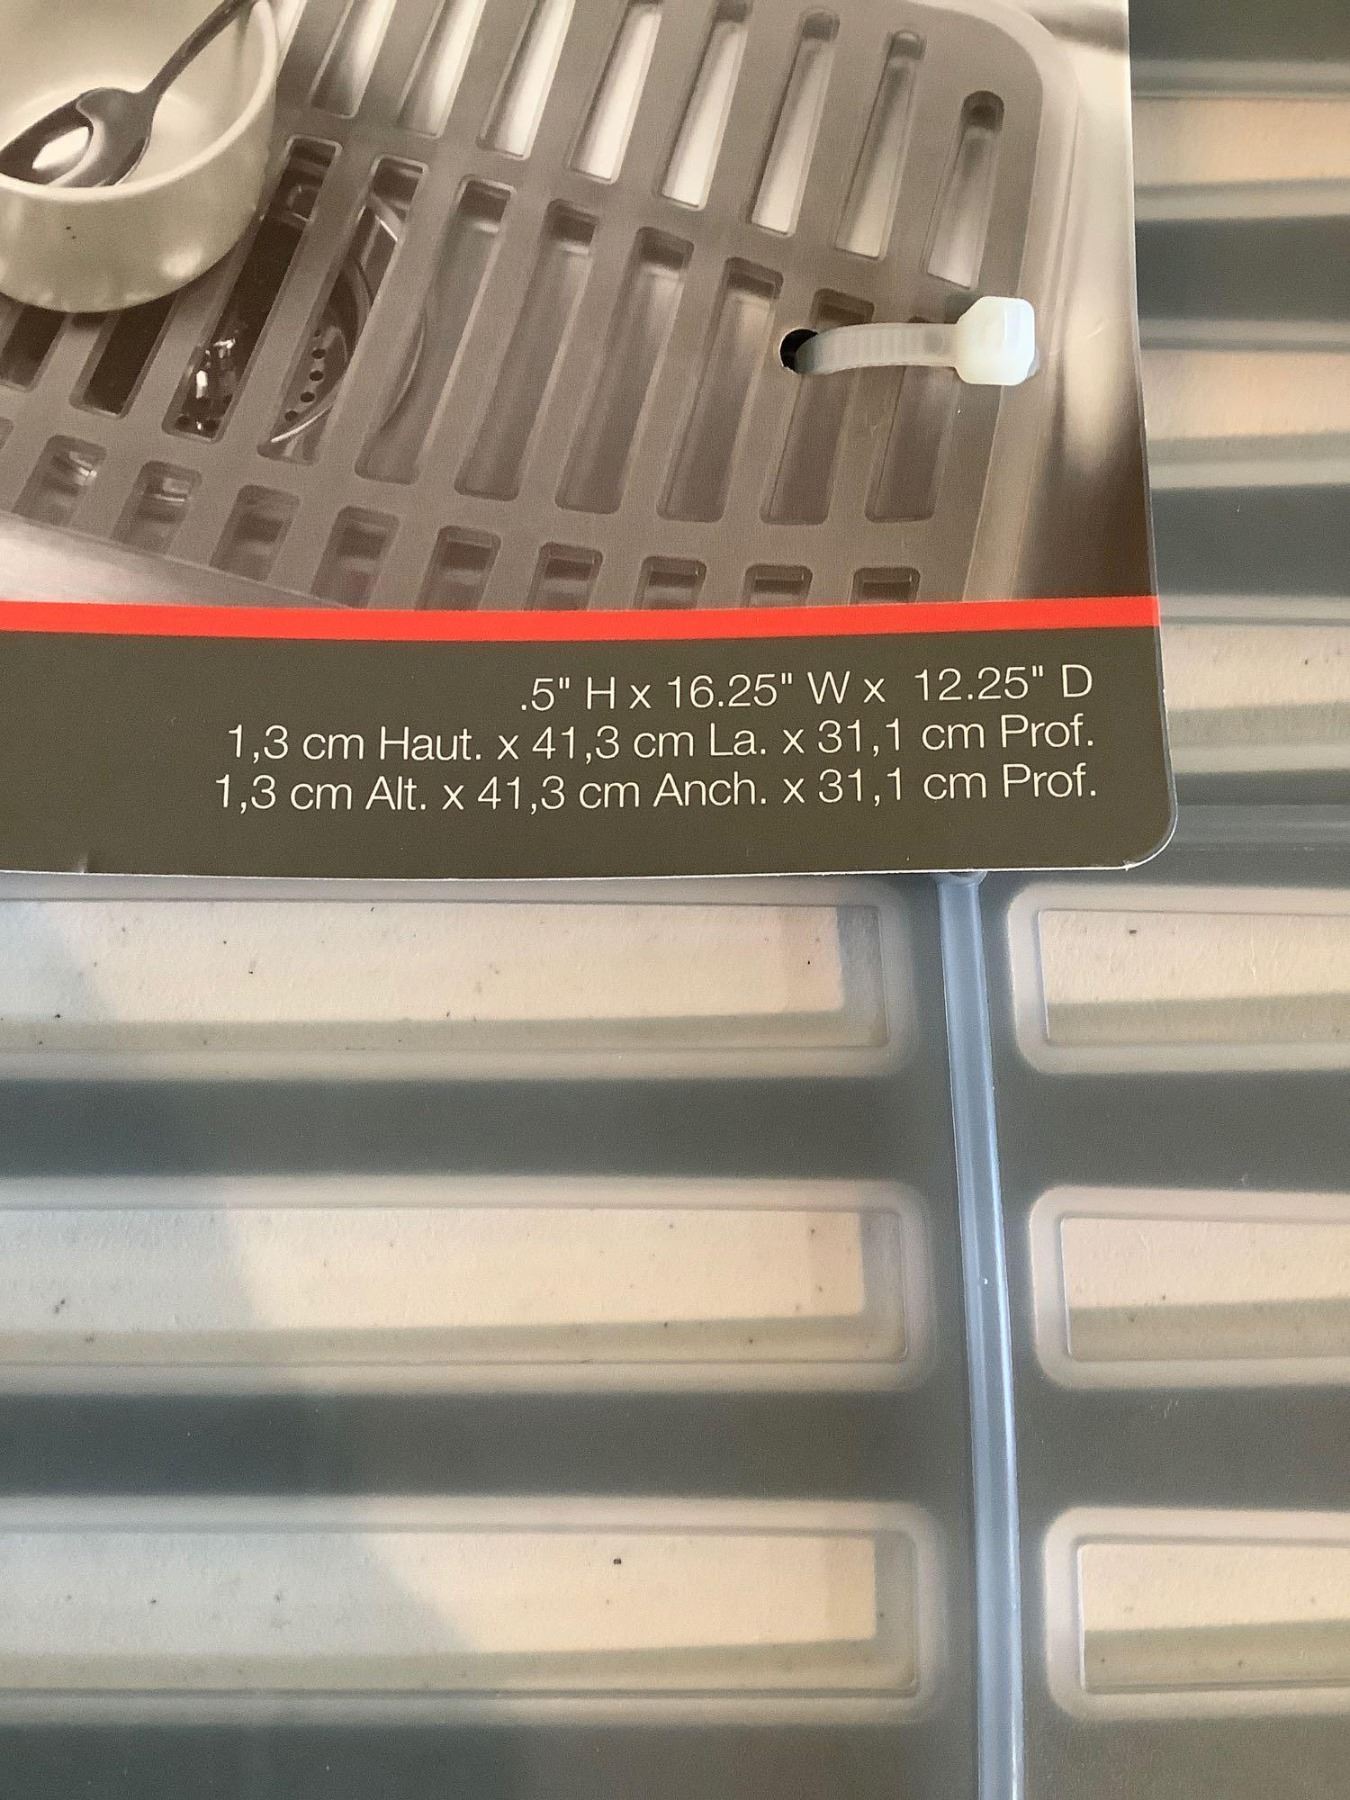 .5" H x 16.25" W x 12.25" D
1,3 cm Haut. x 41,3 cm La. x 31,1 cm Prof.
1,3 cm Alt. x 41,3 cm Anch. x 31,1 cm Prof.